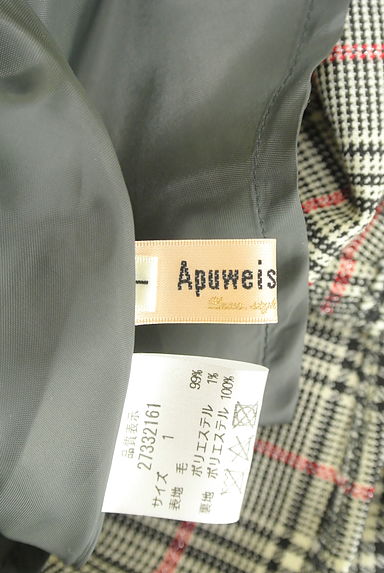 Apuweis
品質表示
27332161
サイズ 1
表地 毛 99%
ポリエステル 1%
裏地 ポリエステル 100%